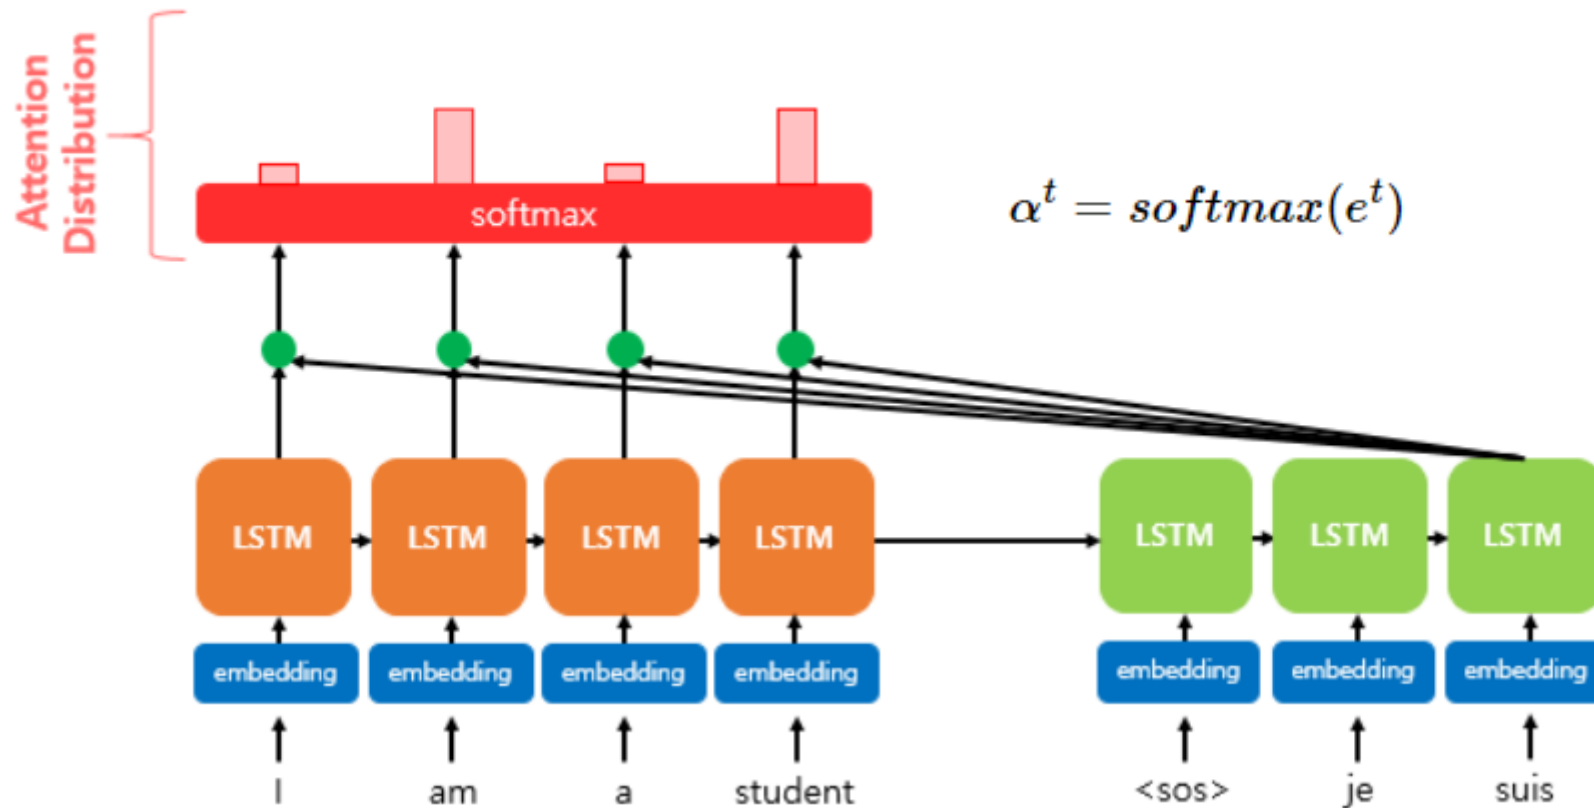 Attention
Distribution
softmax
α^t = softmax(e^t)
LSTM LSTM LSTM LSTM LSTM LSTM LSTM
embedding embedding embedding embedding embedding embedding embedding
I am a student <sos> je suis